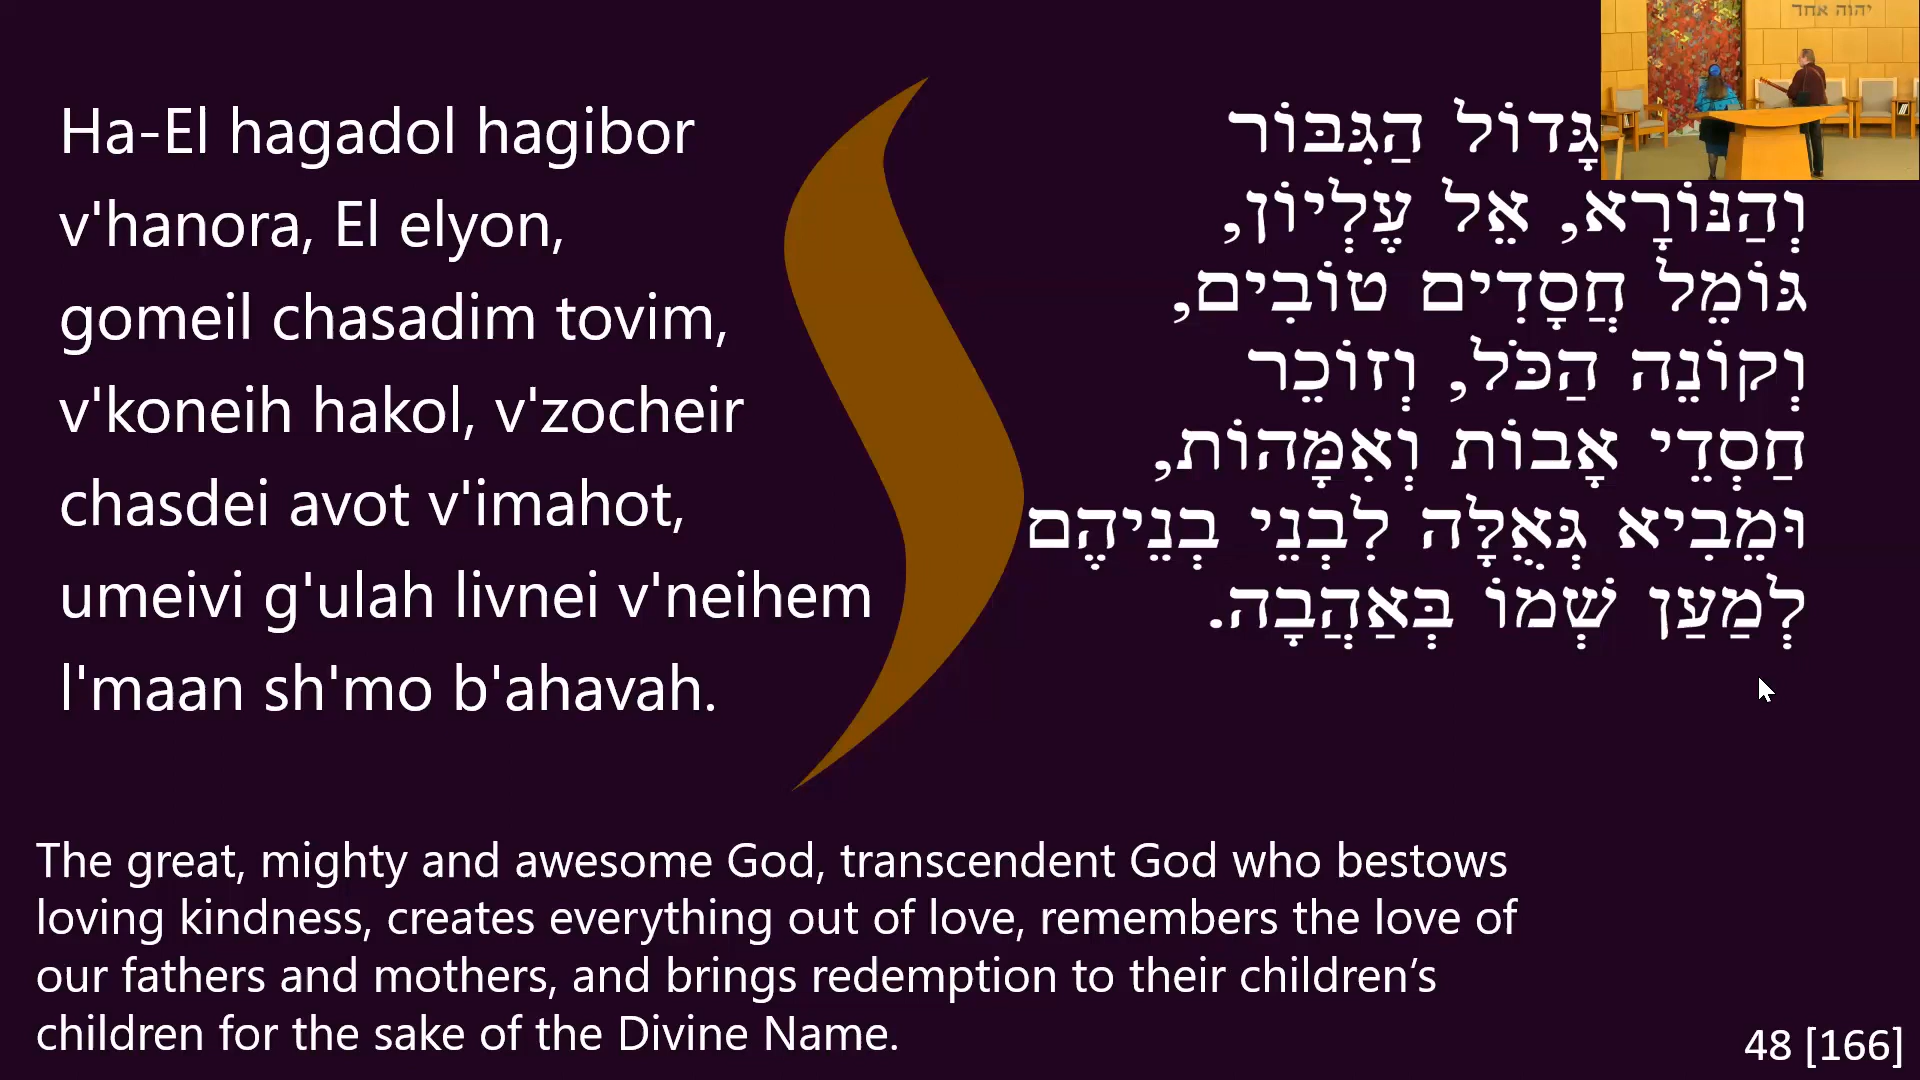 Ha-El hagadol hagibor
v'hanora, El elyon,
gomeil chasadim tovim,
v'koneih hakol, v'zocheir
chasdei avot v'imahot,
umeivi g'ulah livnei v'neihem
l'maan sh'mo b'ahavah.
גָּדוֹל הַגִּבּוֹר
וְהַנּוֹרָא, אֵל עֶלְיוֹן,
גּוֹמֵל חֲסָדִים טוֹבִים,
וְקוֹנֵה הַכֹּל, וְזוֹכֵר
חַסְדֵי אָבוֹת וְאִמָּהוֹת,
וּמֵבִיא גְּאֻלָּה לִבְנֵי בְנֵיהֶם
לְמַעַן שְׁמוֹ בְּאַהֲבָה.
יהוה אחד
The great, mighty and awesome God, transcendent God who bestows
loving kindness, creates everything out of love, remembers the love of
our fathers and mothers, and brings redemption to their children’s
children for the sake of the Divine Name.
48 [166]